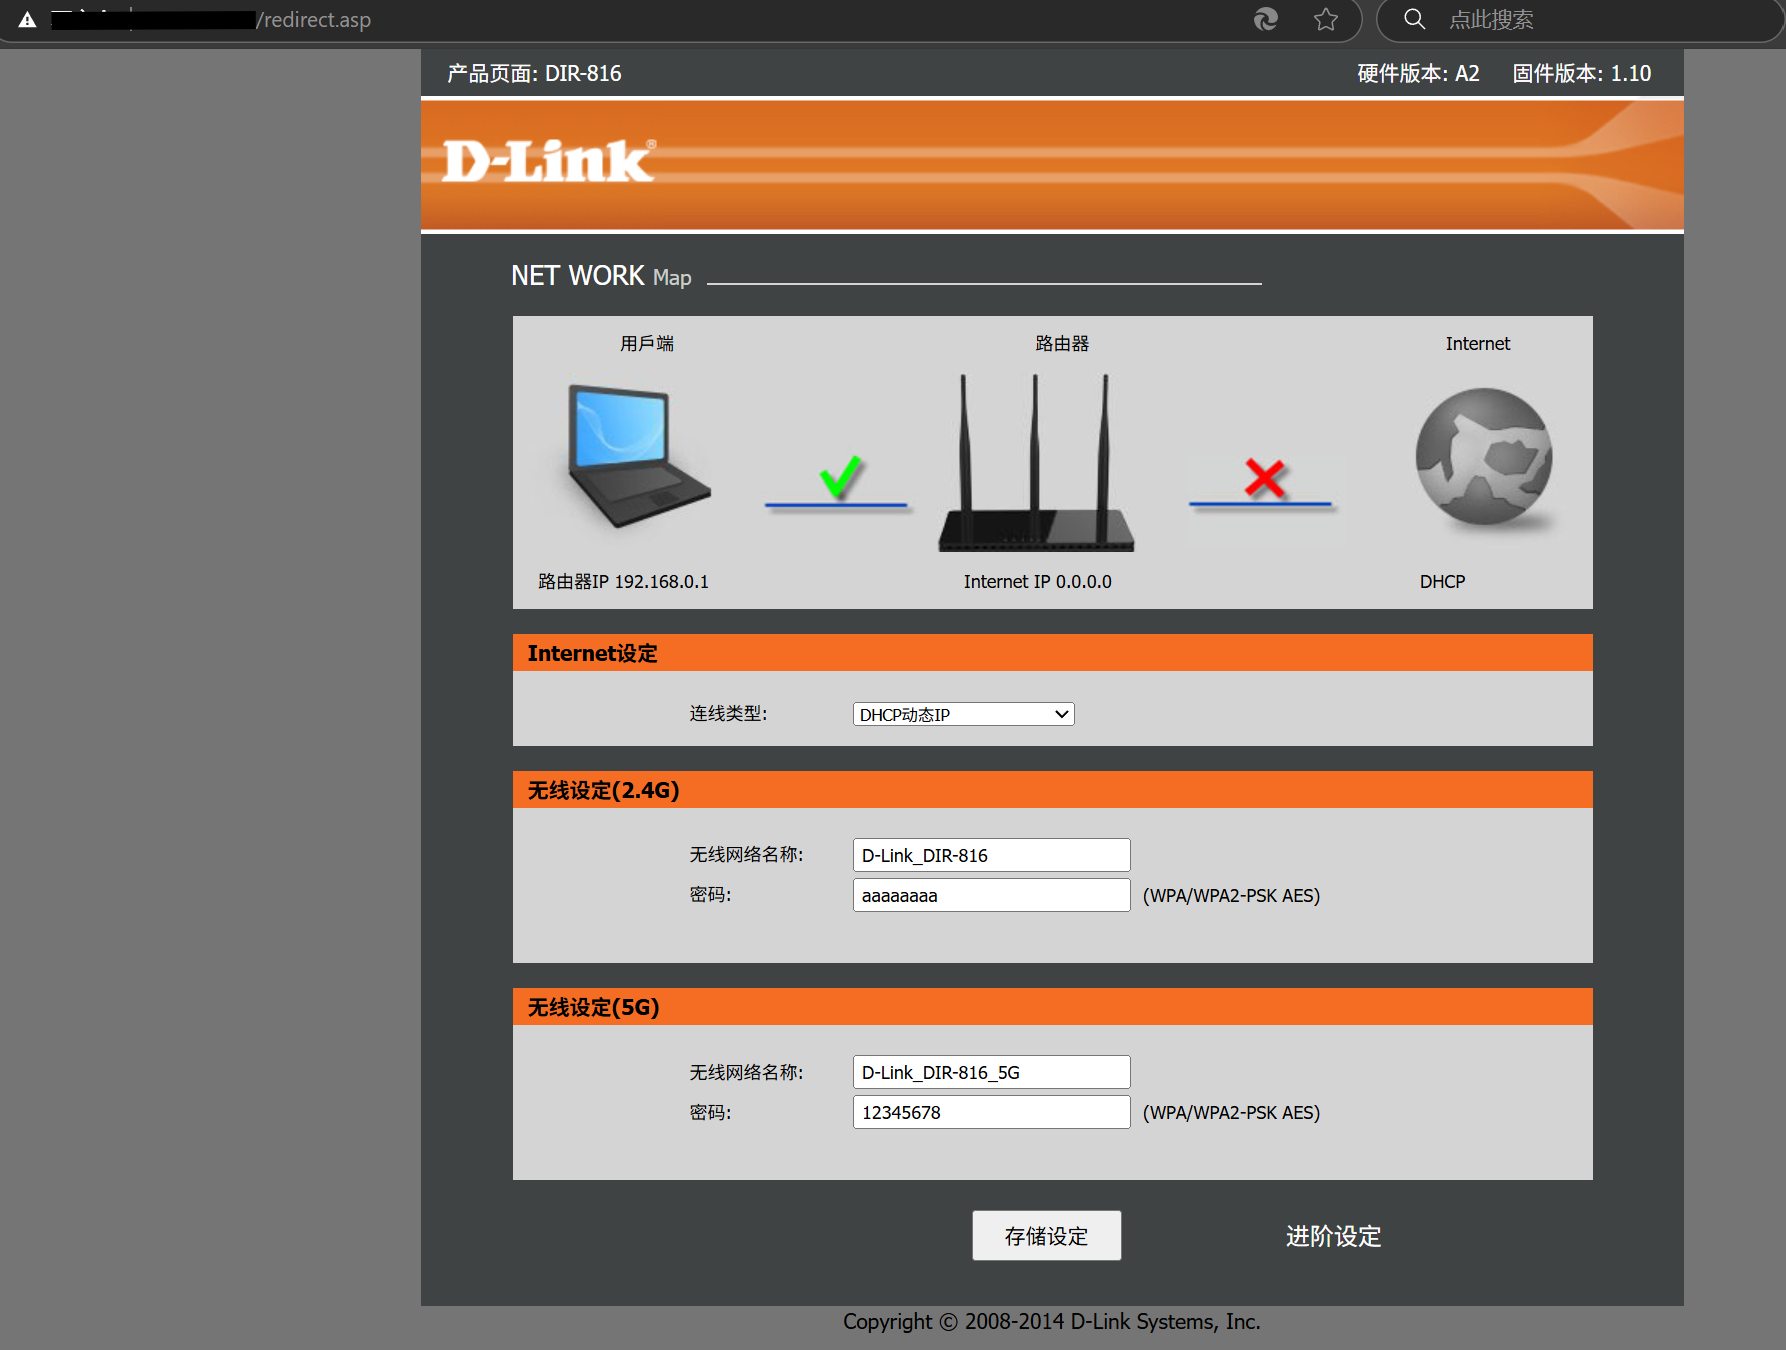 /redirect.asp
点此搜索
产品页面: DIR-816
硬件版本: A2
固件版本: 1.10
D-Link®
NET WORK Map
用戶端
路由器
Internet
路由器IP 192.168.0.1
Internet IP 0.0.0.0
DHCP
Internet设定
连线类型:
DHCP动态IP
无线设定(2.4G)
无线网络名称:
D-Link_DIR-816
密码:
aaaaaaaa
(WPA/WPA2-PSK AES)
无线设定(5G)
无线网络名称:
D-Link_DIR-816_5G
密码:
12345678
(WPA/WPA2-PSK AES)
存储设定
进阶设定
Copyright © 2008-2014 D-Link Systems, Inc.